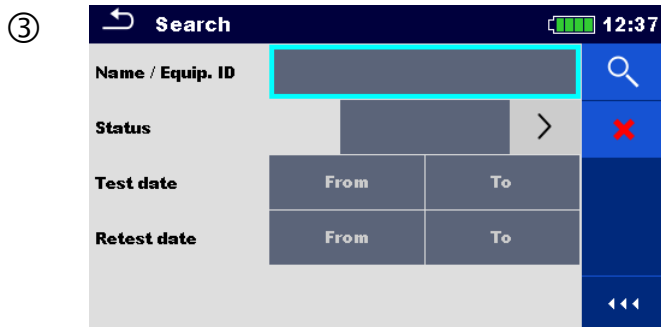 ③
Search 12:37
Name / Equip. ID
Status
Test date From To
Retest date From To